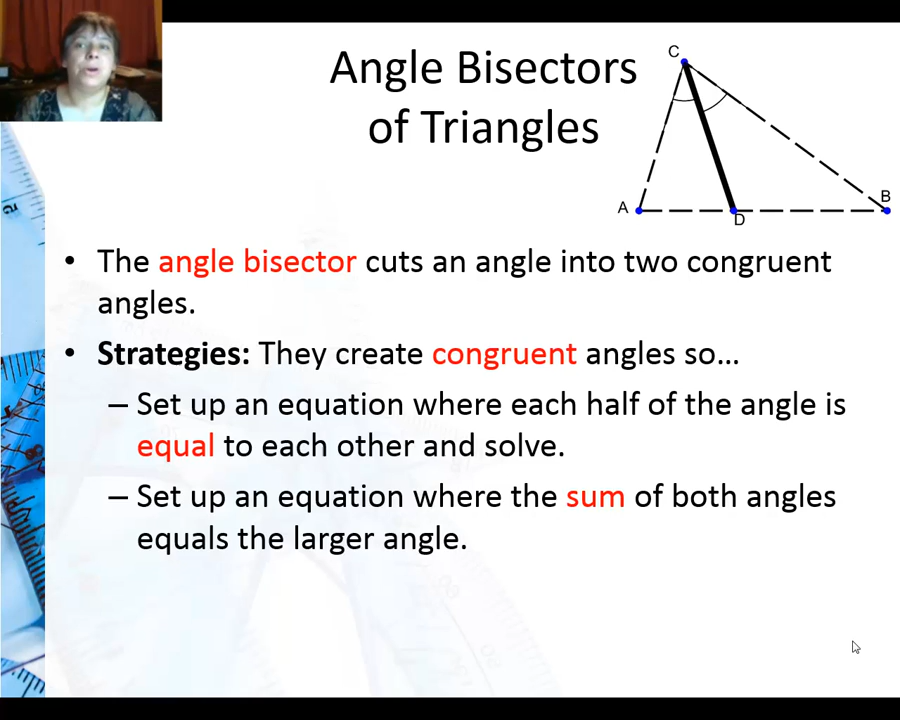 Angle Bisectors
of Triangles
C
A
D
B
• The angle bisector cuts an angle into two congruent
angles.
• Strategies: They create congruent angles so…
– Set up an equation where each half of the angle is
equal to each other and solve.
– Set up an equation where the sum of both angles
equals the larger angle.